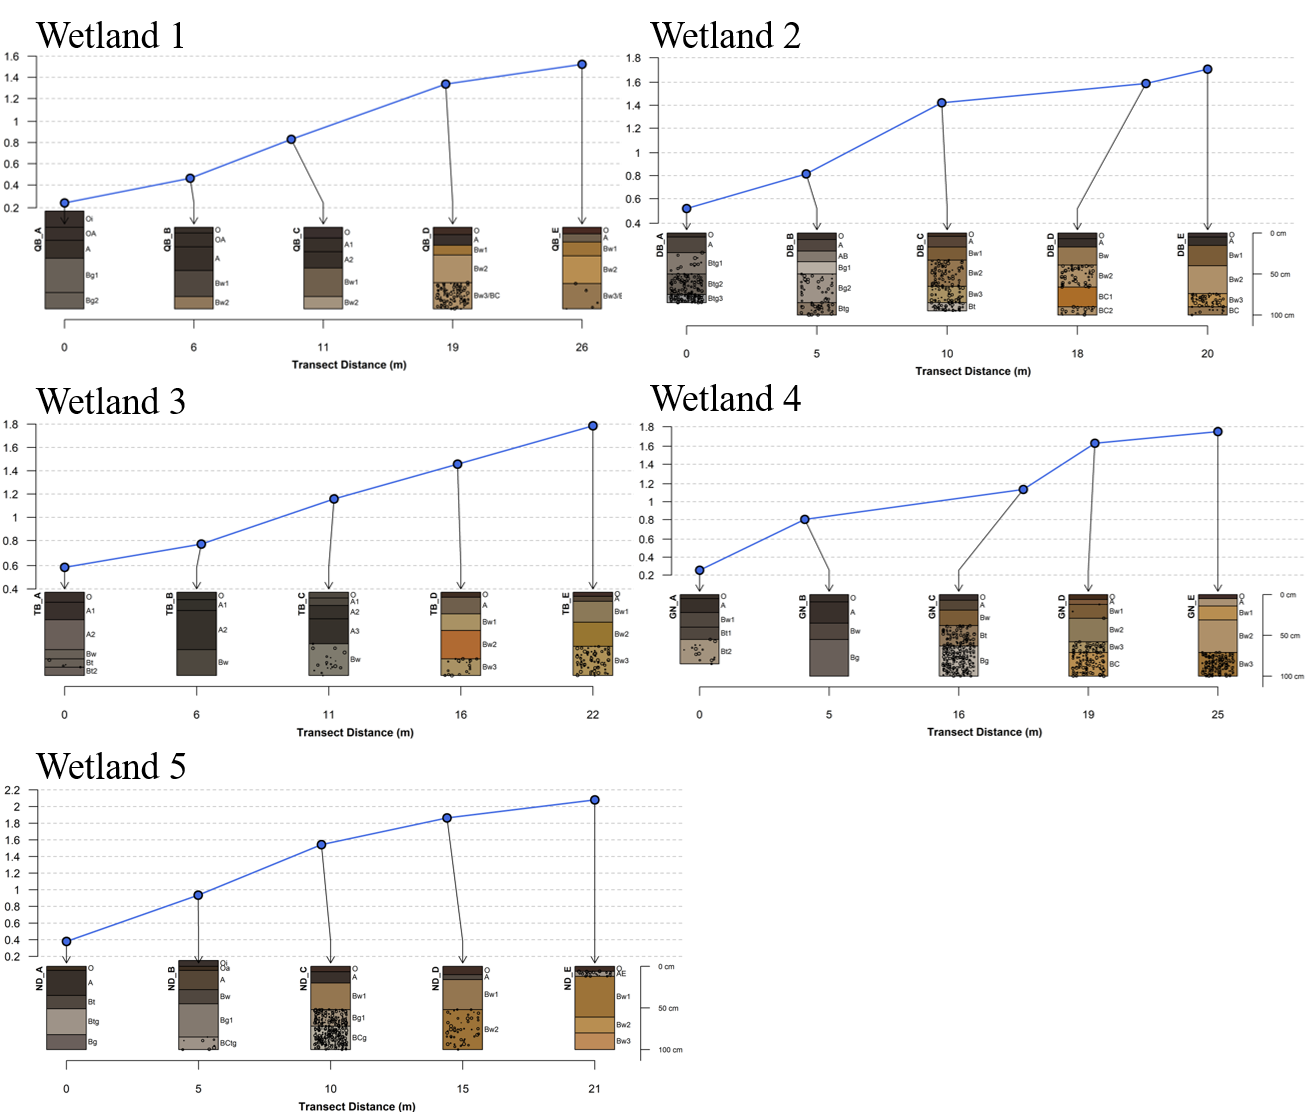 Wetland 1
1.6
1.4
1.2
1
0.8
0.6
0.4
0.2
QB_A
Oi
OA
A
Bg1
Bg2
QB_B
O
OA
A
Bw1
Bw2
QB_C
O
A1
A2
Bw1
Bw2
QB_D
O
A
Bw1
Bw2
Bw3/BC
QB_E
O
A
Bw1
Bw2
0 6 11 19 26
Transect Distance (m)
Wetland 2
1.8
1.6
1.4
1.2
1
0.8
0.6
0.4
DB_A
O
A
Btg1
Btg2
Btg3
DB_B
O
A
AB
Bg1
Bg2
Btg
DB_C
O
A
Bw1
Bw2
Bw3
Bt
DB_D
O
A
Bw
Bw2
BC1
BC2
DB_E
O
A
Bw1
Bw2
Bw3
BC
0 cm
50 cm
100 cm
0 5 10 18 20
Transect Distance (m)
Wetland 3
1.8
1.6
1.4
1.2
1
0.8
0.6
0.4
TB_A
O
A1
A2
Bw
Bt
Bt2
TB_B
O
A1
A2
Bw
TB_C
O
A1
A2
A3
Bw
TB_D
O
A
Bw1
Bw2
Bw3
TB_E
O
A
Bw1
Bw2
Bw3
0 6 11 16 22
Transect Distance (m)
Wetland 4
1.8
1.6
1.4
1.2
1
0.8
0.6
0.4
0.2
GN_A
O
A
Bw1
Bt1
Bt2
GN_B
O
A
Bw
Bg
GN_C
O
A
Bw
Bt
Bg
GN_D
O
A
Bw1
Bw2
Bw3
BC
GN_E
O
A
Bw1
Bw2
Bw3
0 cm
50 cm
100 cm
0 5 16 19 25
Transect Distance (m)
Wetland 5
2.2
2
1.8
1.6
1.4
1.2
1
0.8
0.6
0.4
0.2
ND_A
O
A
Bt
Btg
Bg
ND_B
Oi
Oa
A
Bw
Bg1
BCtg
ND_C
O
A
Bw1
Bg1
BCg
ND_D
O
A
Bw1
Bw2
ND_E
O
AE
Bw1
Bw2
Bw3
0 cm
50 cm
100 cm
0 5 10 15 21
Transect Distance (m)